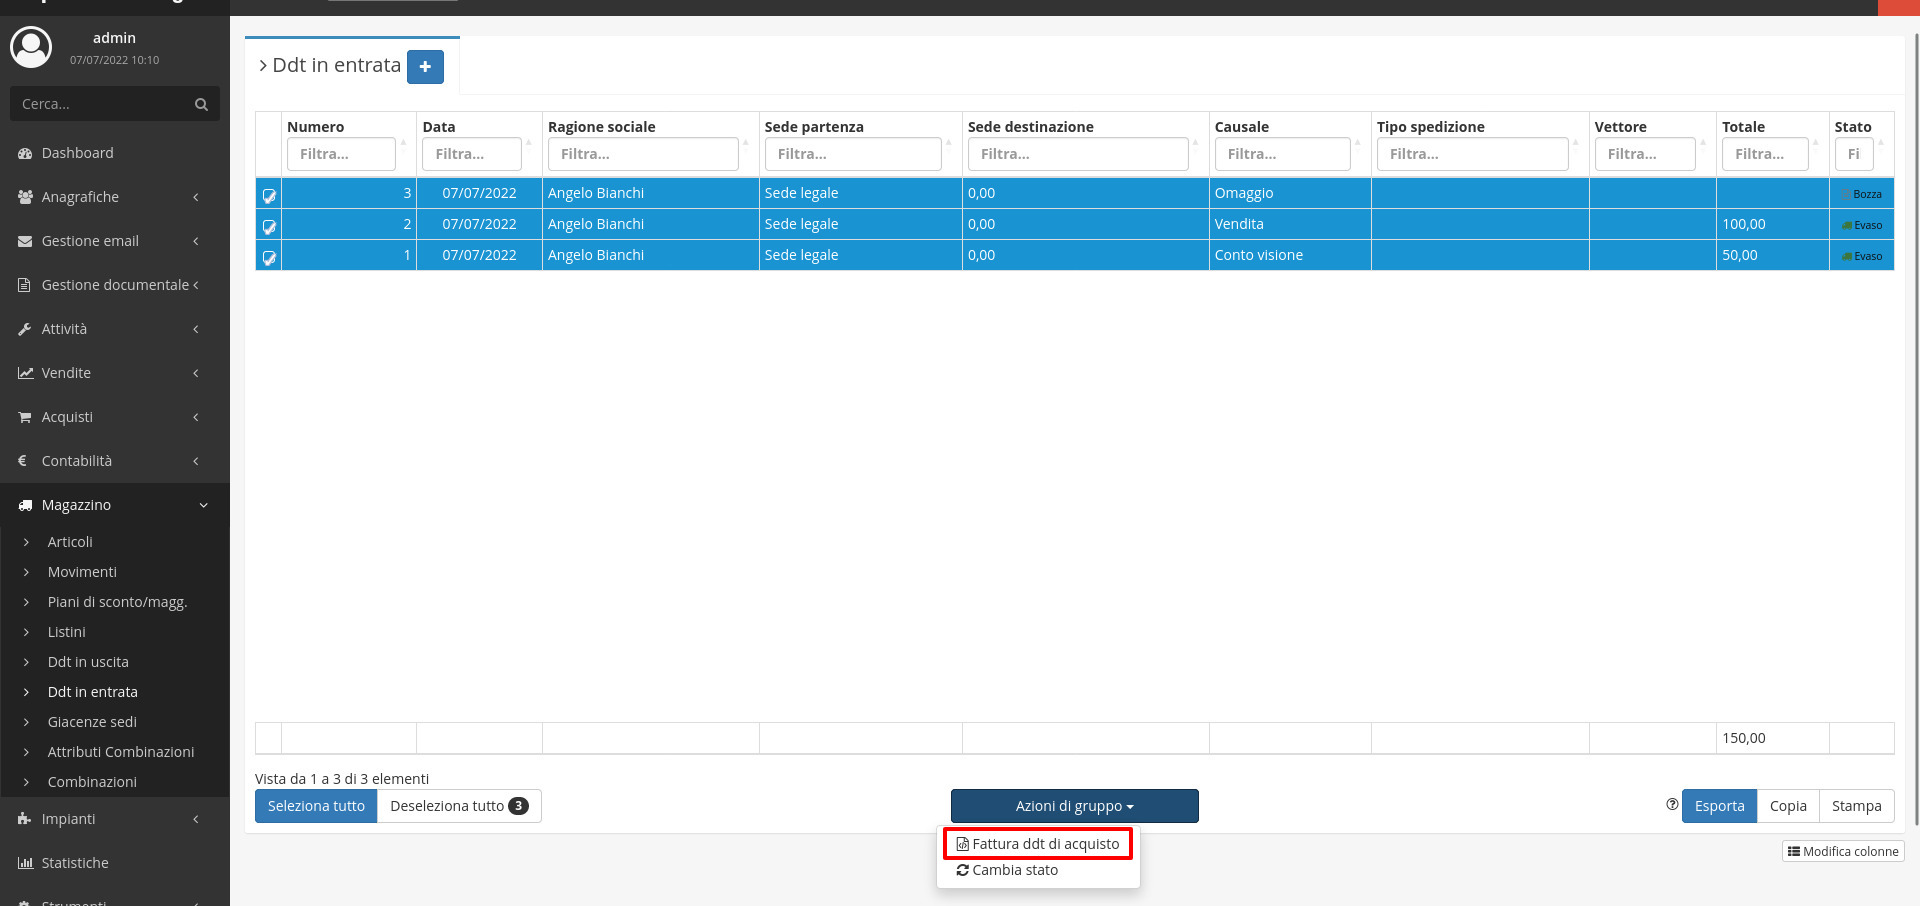 admin
07/07/2022 10:10
Cerca...
Dashboard
Anagrafiche
Gestione email
Gestione documentale
Attività
Vendite
Acquisti
€ Contabilità
Magazzino
Articoli
Movimenti
Piani di sconto/magg.
Listini
Ddt in uscita
Ddt in entrata
Giacenze sedi
Attributi Combinazioni
Combinazioni
Impianti
Statistiche
Strumenti
Ddt in entrata +
Numero Data Ragione sociale Sede partenza Sede destinazione Causale Tipo spedizione Vettore Totale Stato
Filtra... Filtra... Filtra... Filtra... Filtra... Filtra... Filtra... Filtra... Filtra... Fi
3 07/07/2022 Angelo Bianchi Sede legale 0,00 Omaggio Bozza
2 07/07/2022 Angelo Bianchi Sede legale 0,00 Vendita 100,00 Evaso
1 07/07/2022 Angelo Bianchi Sede legale 0,00 Conto visione 50,00 Evaso
150,00
Vista da 1 a 3 di 3 elementi
Seleziona tutto Deseleziona tutto 3 Azioni di gruppo ? Esporta Copia Stampa
Fattura ddt di acquisto
Cambia stato
Modifica colonne